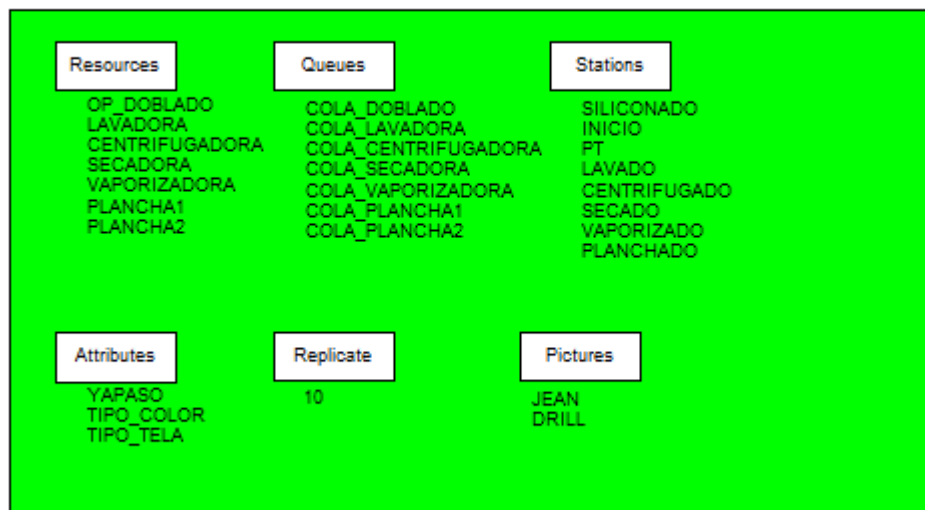 Resources
OP_DOBLADO
LAVADORA
CENTRIFUGADORA
SECADORA
VAPORIZADORA
PLANCHA1
PLANCHA2
Queues
COLA_DOBLADO
COLA_LAVADORA
COLA_CENTRIFUGADORA
COLA_SECADORA
COLA_VAPORIZADORA
COLA_PLANCHA1
COLA_PLANCHA2
Stations
SILICONADO
INICIO
PT
LAVADO
CENTRIFUGADO
SECADO
VAPORIZADO
PLANCHADO
Attributes
YAPASO
TIPO_COLOR
TIPO_TELA
Replicate
10
Pictures
JEAN
DRILL